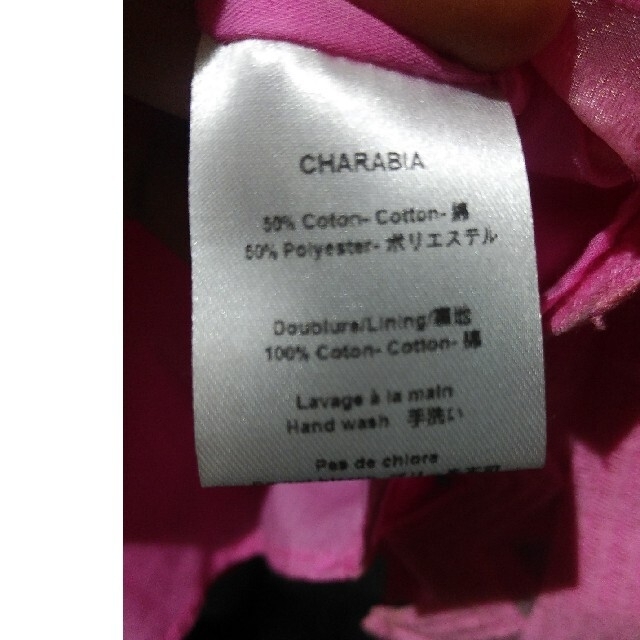 CHARABIA
50% Coton- Cotton- 綿
50% Polyester- ポリエステル
Doublure/Lining/裏地
100% Coton- Cotton- 綿
Lavage à la main
Hand wash 手洗い
Pas de chlore